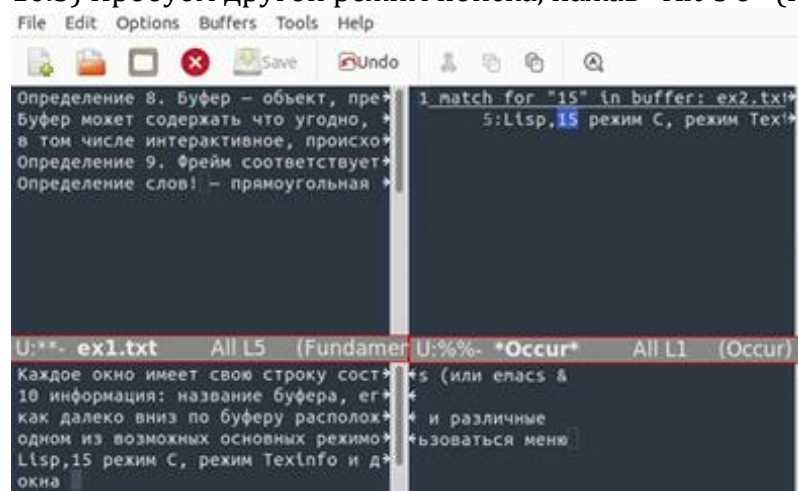 File Edit Options Buffers Tools Help
Save Undo
Определение 8. Буфер — объект, пре
Буфер может содержать что угодно,
в том числе интерактивное, происхо
Определение 9. Фрейм соответствует
Определение слов! — прямоугольная
1 match for "15" in buffer: ex2.txt
5:Lisp,15 режим C, режим Texi
U:**- ex1.txt All L5 (Fundamen
U:%%- *Occur* All L1 (Occur)
Каждое окно имеет свою строку сост
10 информация: название буфера, ег
как далеко вниз по буферу располож
одном из возможных основных режимо
Lisp,15 режим C, режим Texinfo и д
окна
s (или emacs &
и различные
ьзоваться меню